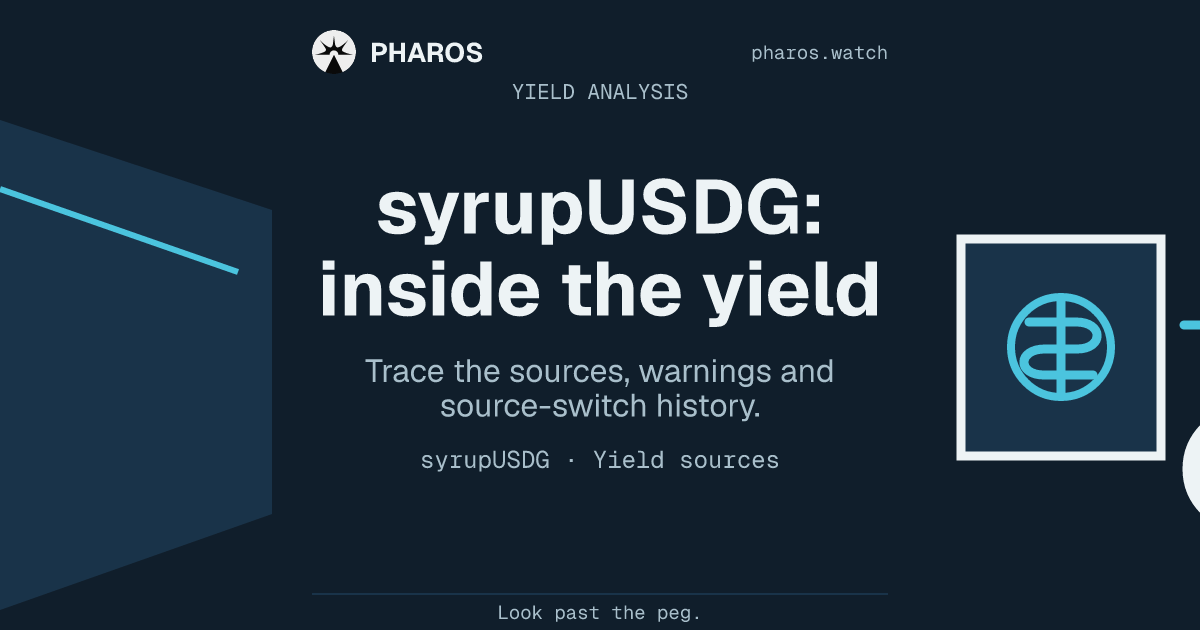 PHAROS
pharos.watch
YIELD ANALYSIS
syrupUSDG:
inside the yield
Trace the sources, warnings and
source-switch history.
syrupUSDG · Yield sources
Look past the peg.